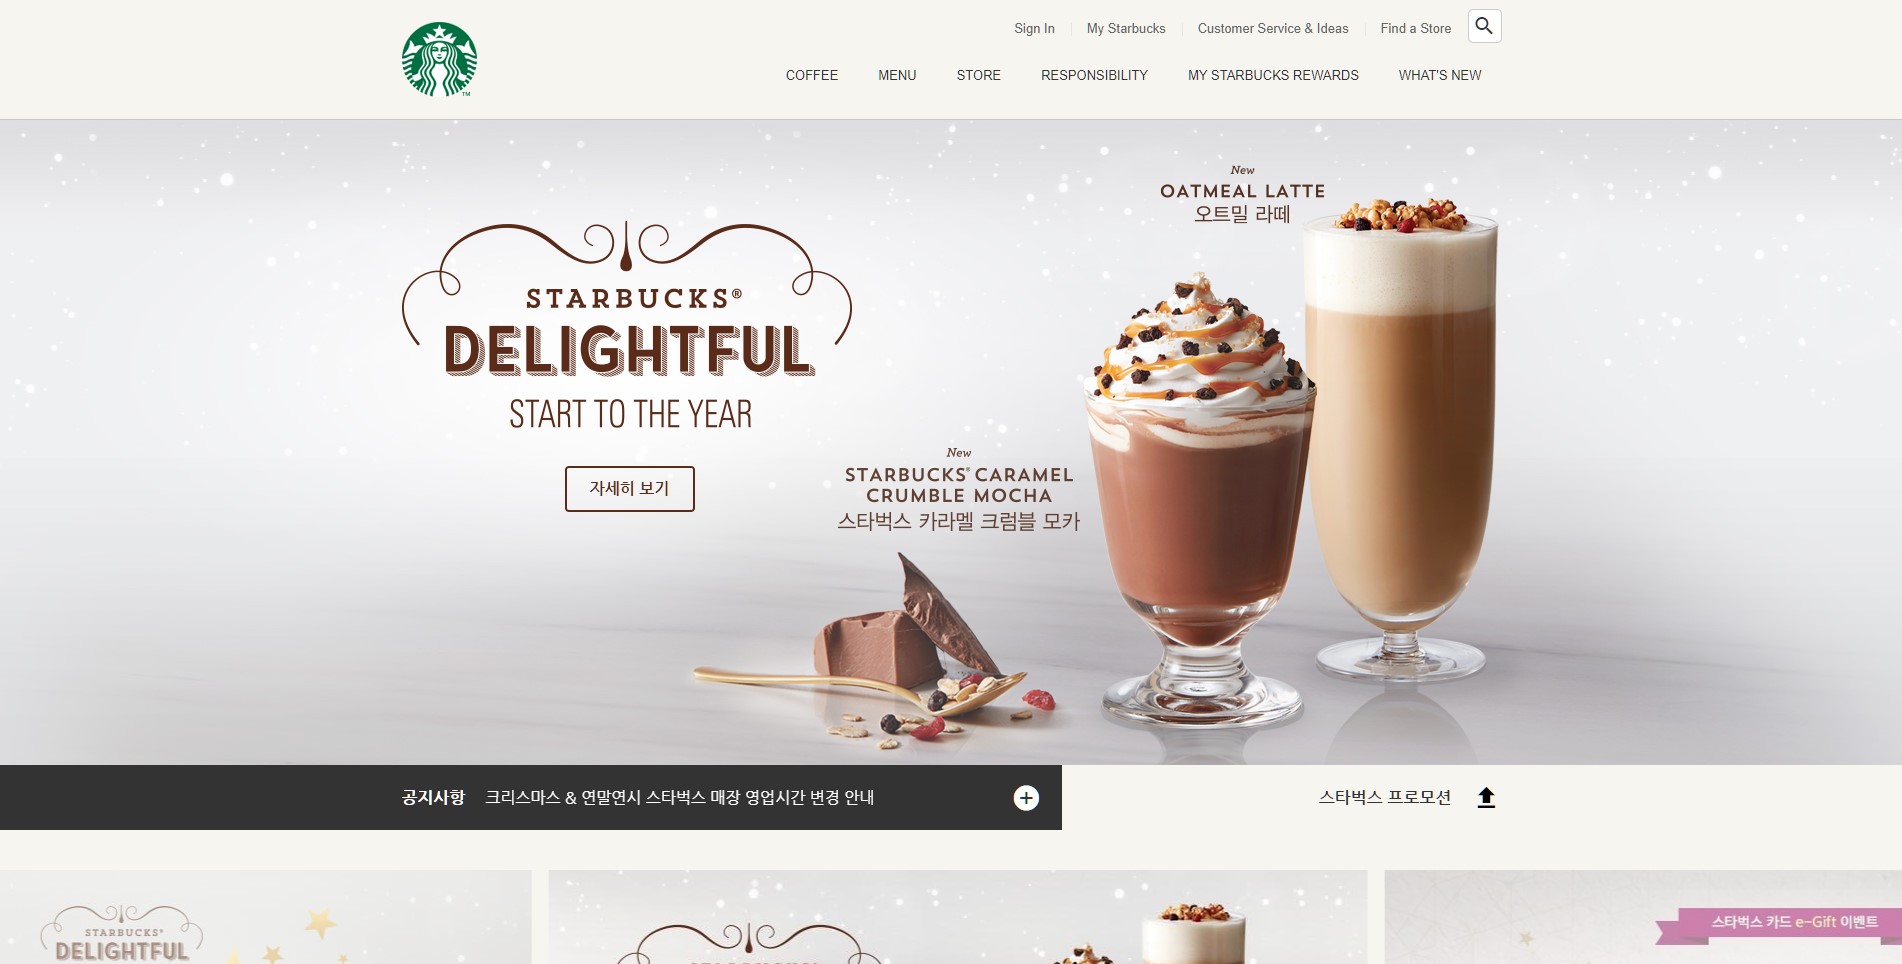 Sign In
My Starbucks
Customer Service & Ideas
Find a Store
COFFEE
MENU
STORE
RESPONSIBILITY
MY STARBUCKS REWARDS
WHAT'S NEW
TM
New
OATMEAL LATTE
오트밀 라떼
STARBUCKS®
DELIGHTFUL
START TO THE YEAR
자세히 보기
New
STARBUCKS® CARAMEL
CRUMBLE MOCHA
스타벅스 카라멜 크럼블 모카
공지사항 크리스마스 & 연말연시 스타벅스 매장 영업시간 변경 안내
스타벅스 프로모션
STARBUCKS®
DELIGHTFUL
스타벅스 카드 e-Gift 이벤트